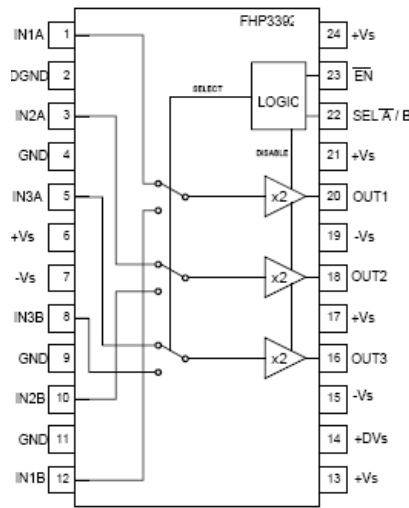 FHP3392
IN1A 1 24 +Vs
DGND 2 23 EN
IN2A 3 SELECT LOGIC 22 SEL A / B
GND 4 DISABLE 21 +Vs
IN3A 5 x2 20 OUT1
+Vs 6 19 -Vs
-Vs 7 x2 18 OUT2
IN3B 8 17 +Vs
GND 9 x2 16 OUT3
IN2B 10 15 -Vs
GND 11 14 +DVs
IN1B 12 13 +Vs